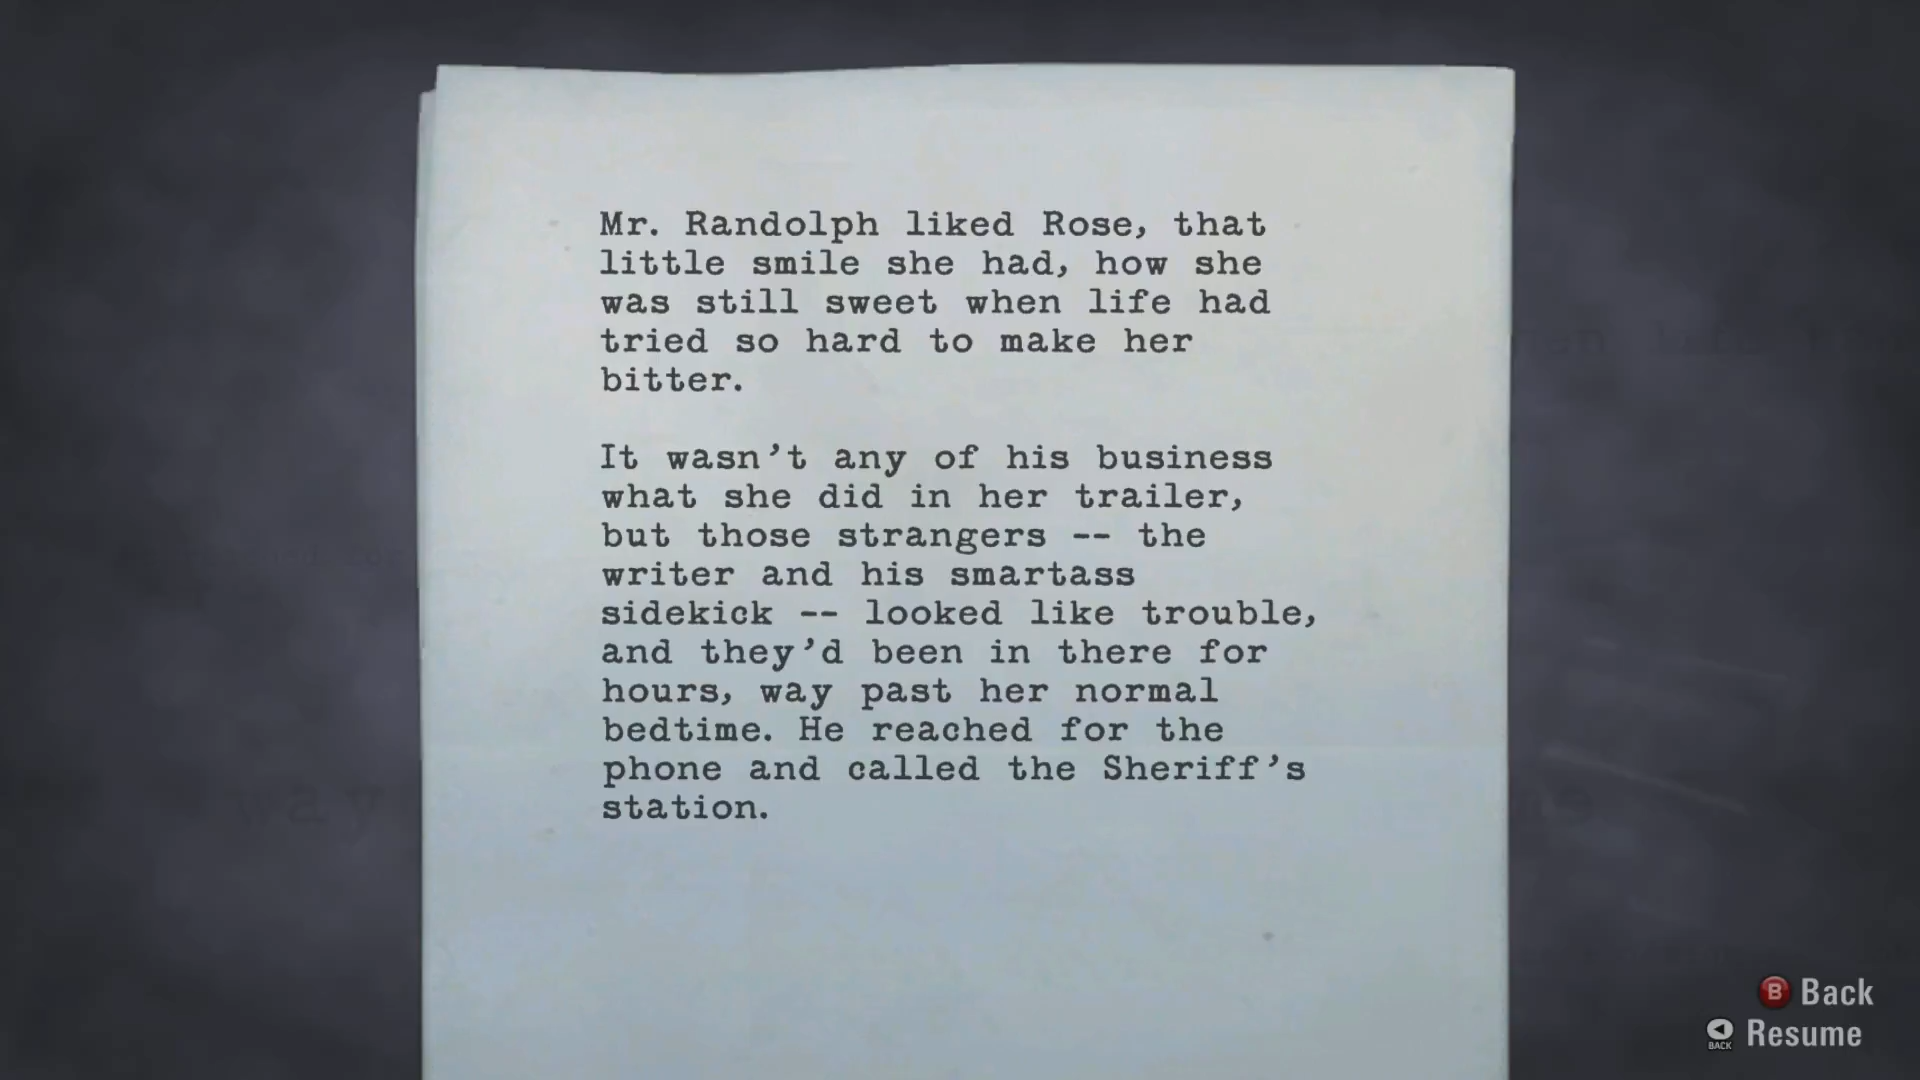 Mr. Randolph liked Rose, that
little smile she had, how she
was still sweet when life had
tried so hard to make her
bitter.
It wasn't any of his business
what she did in her trailer,
but those strangers -- the
writer and his smartass
sidekick -- looked like trouble,
and they'd been in there for
hours, way past her normal
bedtime. He reached for the
phone and called the Sheriff's
station.
B Back
BACK Resume
way